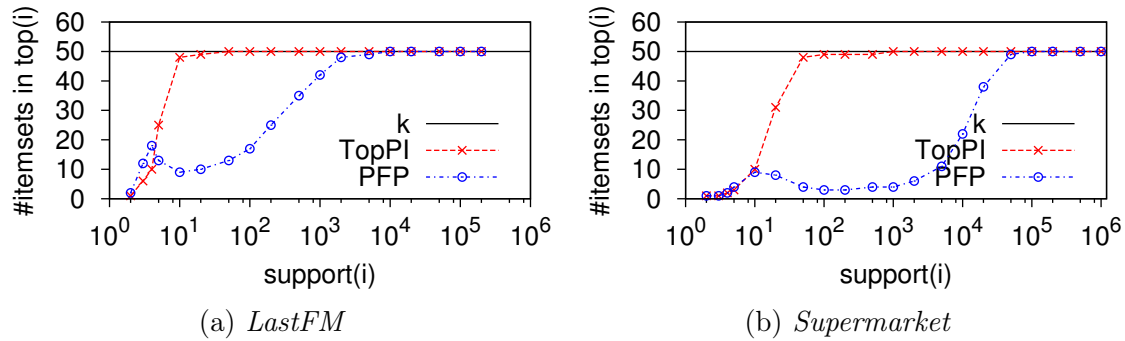 #itemsets in top(i)
60
50
40
30
20
10
0
k
TopPI
PFP
10^0 10^1 10^2 10^3 10^4 10^5 10^6
support(i)
(a) LastFM
#itemsets in top(i)
60
50
40
30
20
10
0
k
TopPI
PFP
10^0 10^1 10^2 10^3 10^4 10^5 10^6
support(i)
(b) Supermarket